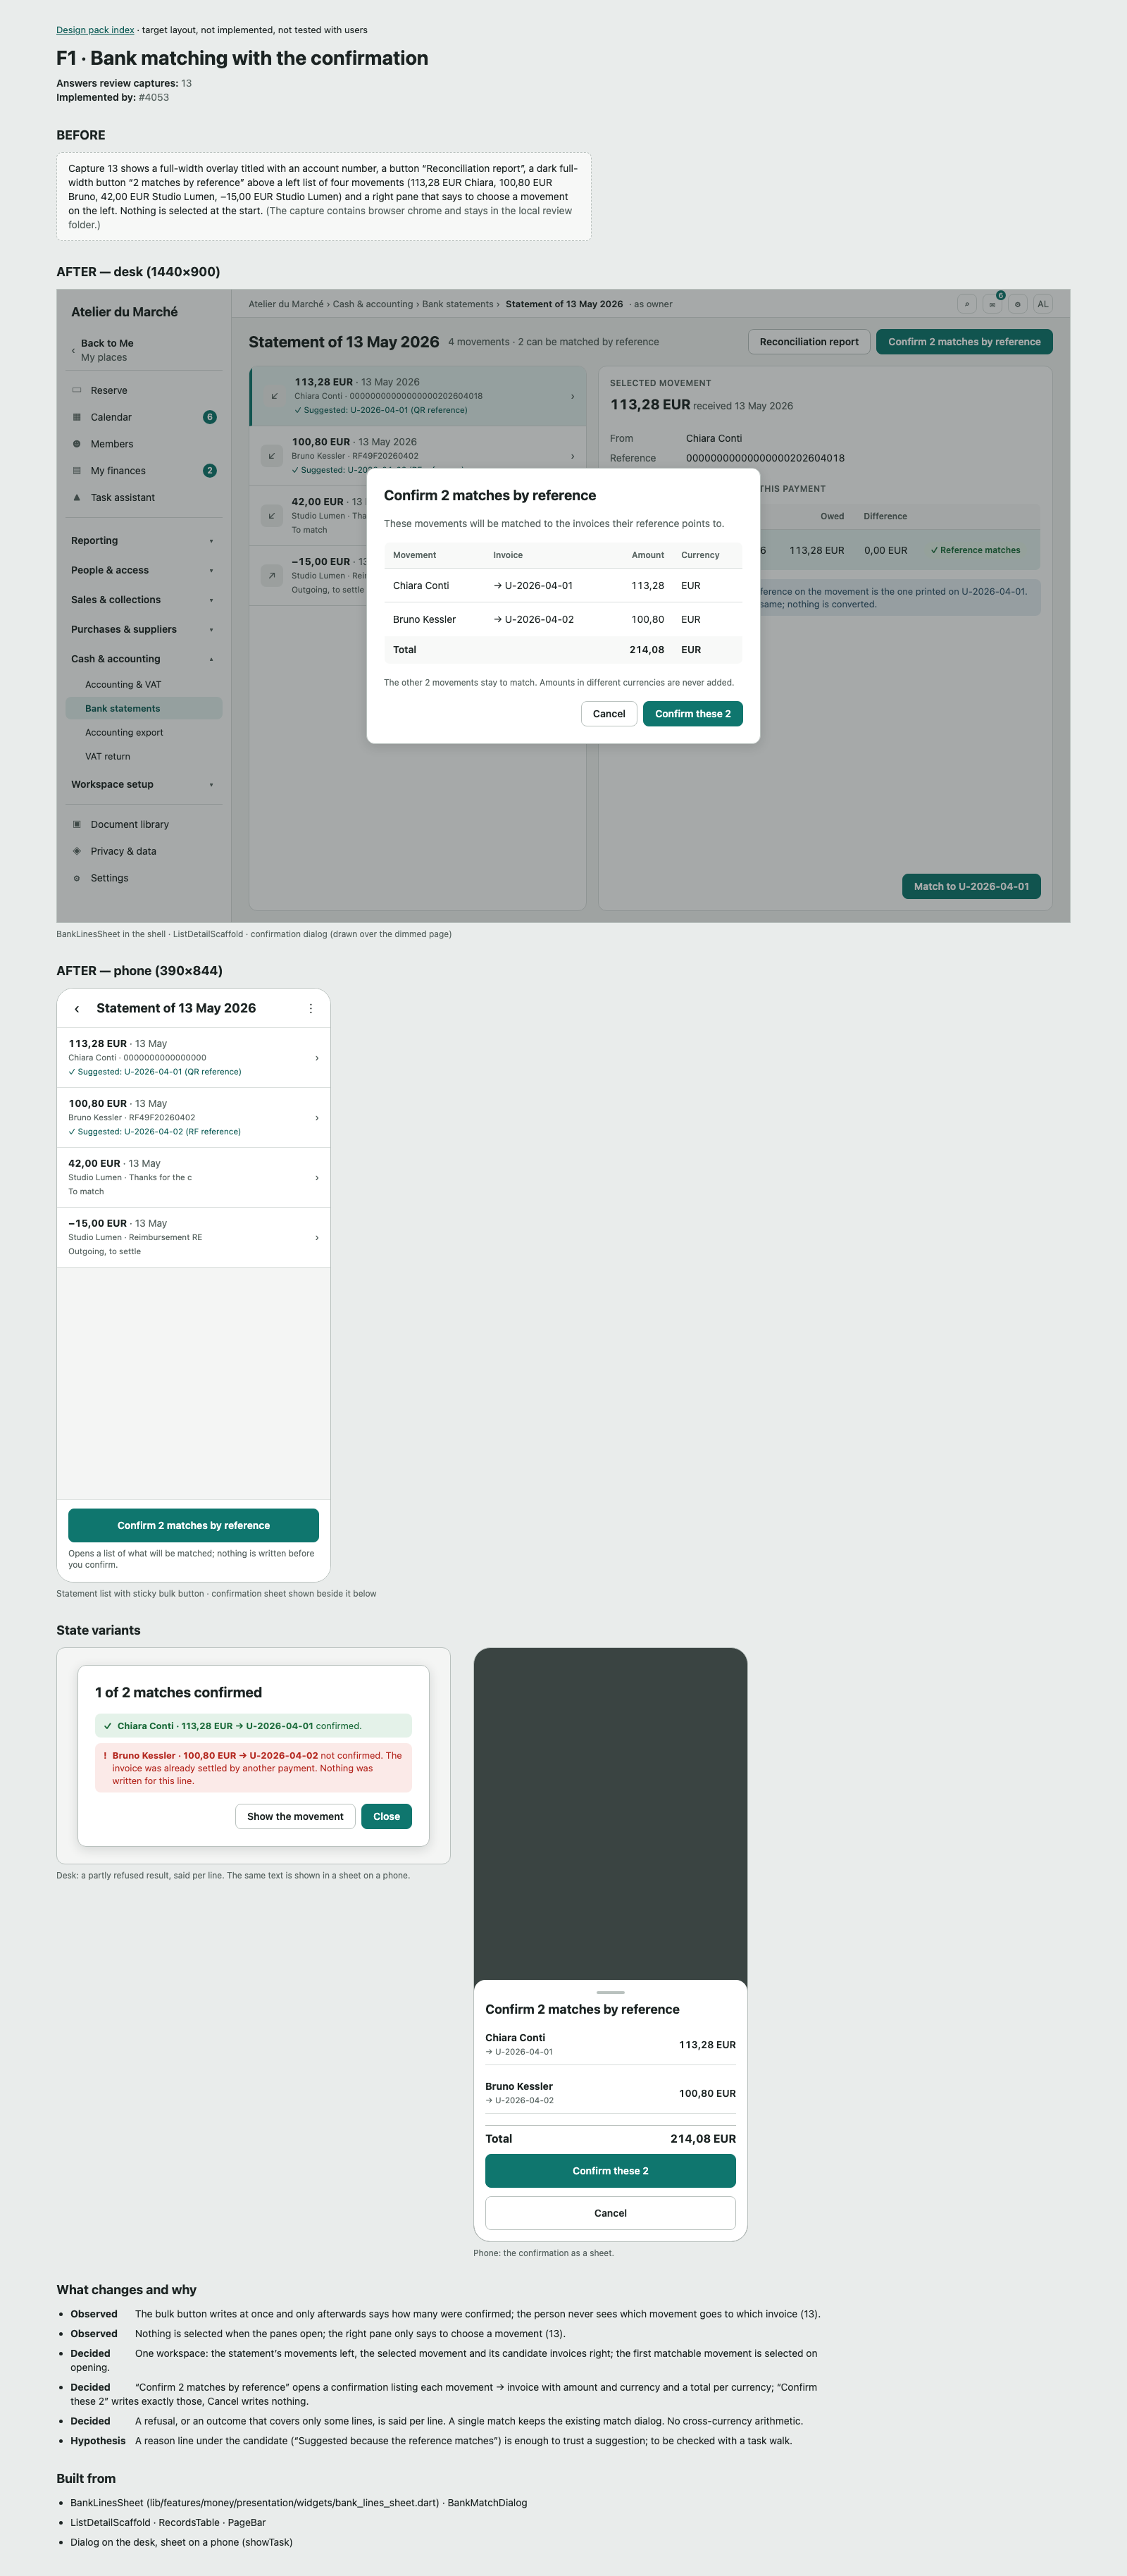 Design pack index · target layout, not implemented, not tested with users
F1 · Bank matching with the confirmation
Answers review captures: 13
Implemented by: #4053
BEFORE
Capture 13 shows a full-width overlay titled with an account number, a button “Reconciliation report”, a dark full-
width button “2 matches by reference” above a left list of four movements (113,28 EUR Chiara, 100,80 EUR
Bruno, 42,00 EUR Studio Lumen, −15,00 EUR Studio Lumen) and a right pane that says to choose a movement
on the left. Nothing is selected at the start. (The capture contains browser chrome and stays in the local review
folder.)
AFTER — desk (1440×900)
Atelier du Marché
‹ Back to Me
My places
Reserve
Calendar 6
Members
My finances 2
Task assistant
Reporting
People & access
Sales & collections
Purchases & suppliers
Cash & accounting
Accounting & VAT
Bank statements
Accounting export
VAT return
Workspace setup
Document library
Privacy & data
Settings
Atelier du Marché › Cash & accounting › Bank statements › Statement of 13 May 2026 · as owner
6
AL
Statement of 13 May 2026 4 movements · 2 can be matched by reference
Reconciliation report
Confirm 2 matches by reference
113,28 EUR · 13 May 2026
Chiara Conti · 00000000000000000202604018
✓ Suggested: U-2026-04-01 (QR reference)
100,80 EUR · 13 May 2026
Bruno Kessler · RF49F20260402
✓ Suggested: U-20
42,00 EUR · 13
Studio Lumen · Tha
To match
−15,00 EUR · 13
Studio Lumen · Rei
Outgoing, to settle
SELECTED MOVEMENT
113,28 EUR received 13 May 2026
From Chiara Conti
Reference 00000000000000000202604018
THIS PAYMENT
Owed Difference
6 113,28 EUR 0,00 EUR ✓ Reference matches
ference on the movement is the one printed on U-2026-04-01.
same; nothing is converted.
Match to U-2026-04-01
Confirm 2 matches by reference
These movements will be matched to the invoices their reference points to.
Movement Invoice Amount Currency
Chiara Conti → U-2026-04-01 113,28 EUR
Bruno Kessler → U-2026-04-02 100,80 EUR
Total 214,08 EUR
The other 2 movements stay to match. Amounts in different currencies are never added.
Cancel
Confirm these 2
BankLinesSheet in the shell · ListDetailScaffold · confirmation dialog (drawn over the dimmed page)
AFTER — phone (390×844)
‹ Statement of 13 May 2026 ⋮
113,28 EUR · 13 May
Chiara Conti · 0000000000000000
✓ Suggested: U-2026-04-01 (QR reference)
100,80 EUR · 13 May
Bruno Kessler · RF49F20260402
✓ Suggested: U-2026-04-02 (RF reference)
42,00 EUR · 13 May
Studio Lumen · Thanks for the c
To match
−15,00 EUR · 13 May
Studio Lumen · Reimbursement RE
Outgoing, to settle
Confirm 2 matches by reference
Opens a list of what will be matched; nothing is written before
you confirm.
Statement list with sticky bulk button · confirmation sheet shown beside it below
State variants
1 of 2 matches confirmed
✓ Chiara Conti · 113,28 EUR → U-2026-04-01 confirmed.
! Bruno Kessler · 100,80 EUR → U-2026-04-02 not confirmed. The
invoice was already settled by another payment. Nothing was
written for this line.
Show the movement
Close
Desk: a partly refused result, said per line. The same text is shown in a sheet on a phone.
Confirm 2 matches by reference
Chiara Conti
→ U-2026-04-01
113,28 EUR
Bruno Kessler
→ U-2026-04-02
100,80 EUR
Total 214,08 EUR
Confirm these 2
Cancel
Phone: the confirmation as a sheet.
What changes and why
• Observed The bulk button writes at once and only afterwards says how many were confirmed; the person never sees which movement goes to which invoice (13).
• Observed Nothing is selected when the panes open; the right pane only says to choose a movement (13).
• Decided One workspace: the statement’s movements left, the selected movement and its candidate invoices right; the first matchable movement is selected on
opening.
• Decided “Confirm 2 matches by reference” opens a confirmation listing each movement → invoice with amount and currency and a total per currency; “Confirm
these 2” writes exactly those, Cancel writes nothing.
• Decided A refusal, or an outcome that covers only some lines, is said per line. A single match keeps the existing match dialog. No cross-currency arithmetic.
• Hypothesis A reason line under the candidate (“Suggested because the reference matches”) is enough to trust a suggestion; to be checked with a task walk.
Built from
• BankLinesSheet (lib/features/money/presentation/widgets/bank_lines_sheet.dart) · BankMatchDialog
• ListDetailScaffold · RecordsTable · PageBar
• Dialog on the desk, sheet on a phone (showTask)